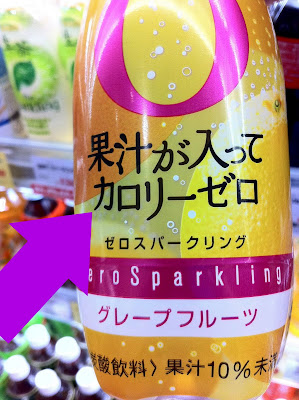 果汁が入って
カロリーゼロ
ゼロスパークリング
eroSparkling
グレープフルーツ
炭酸飲料〉果汁10%未